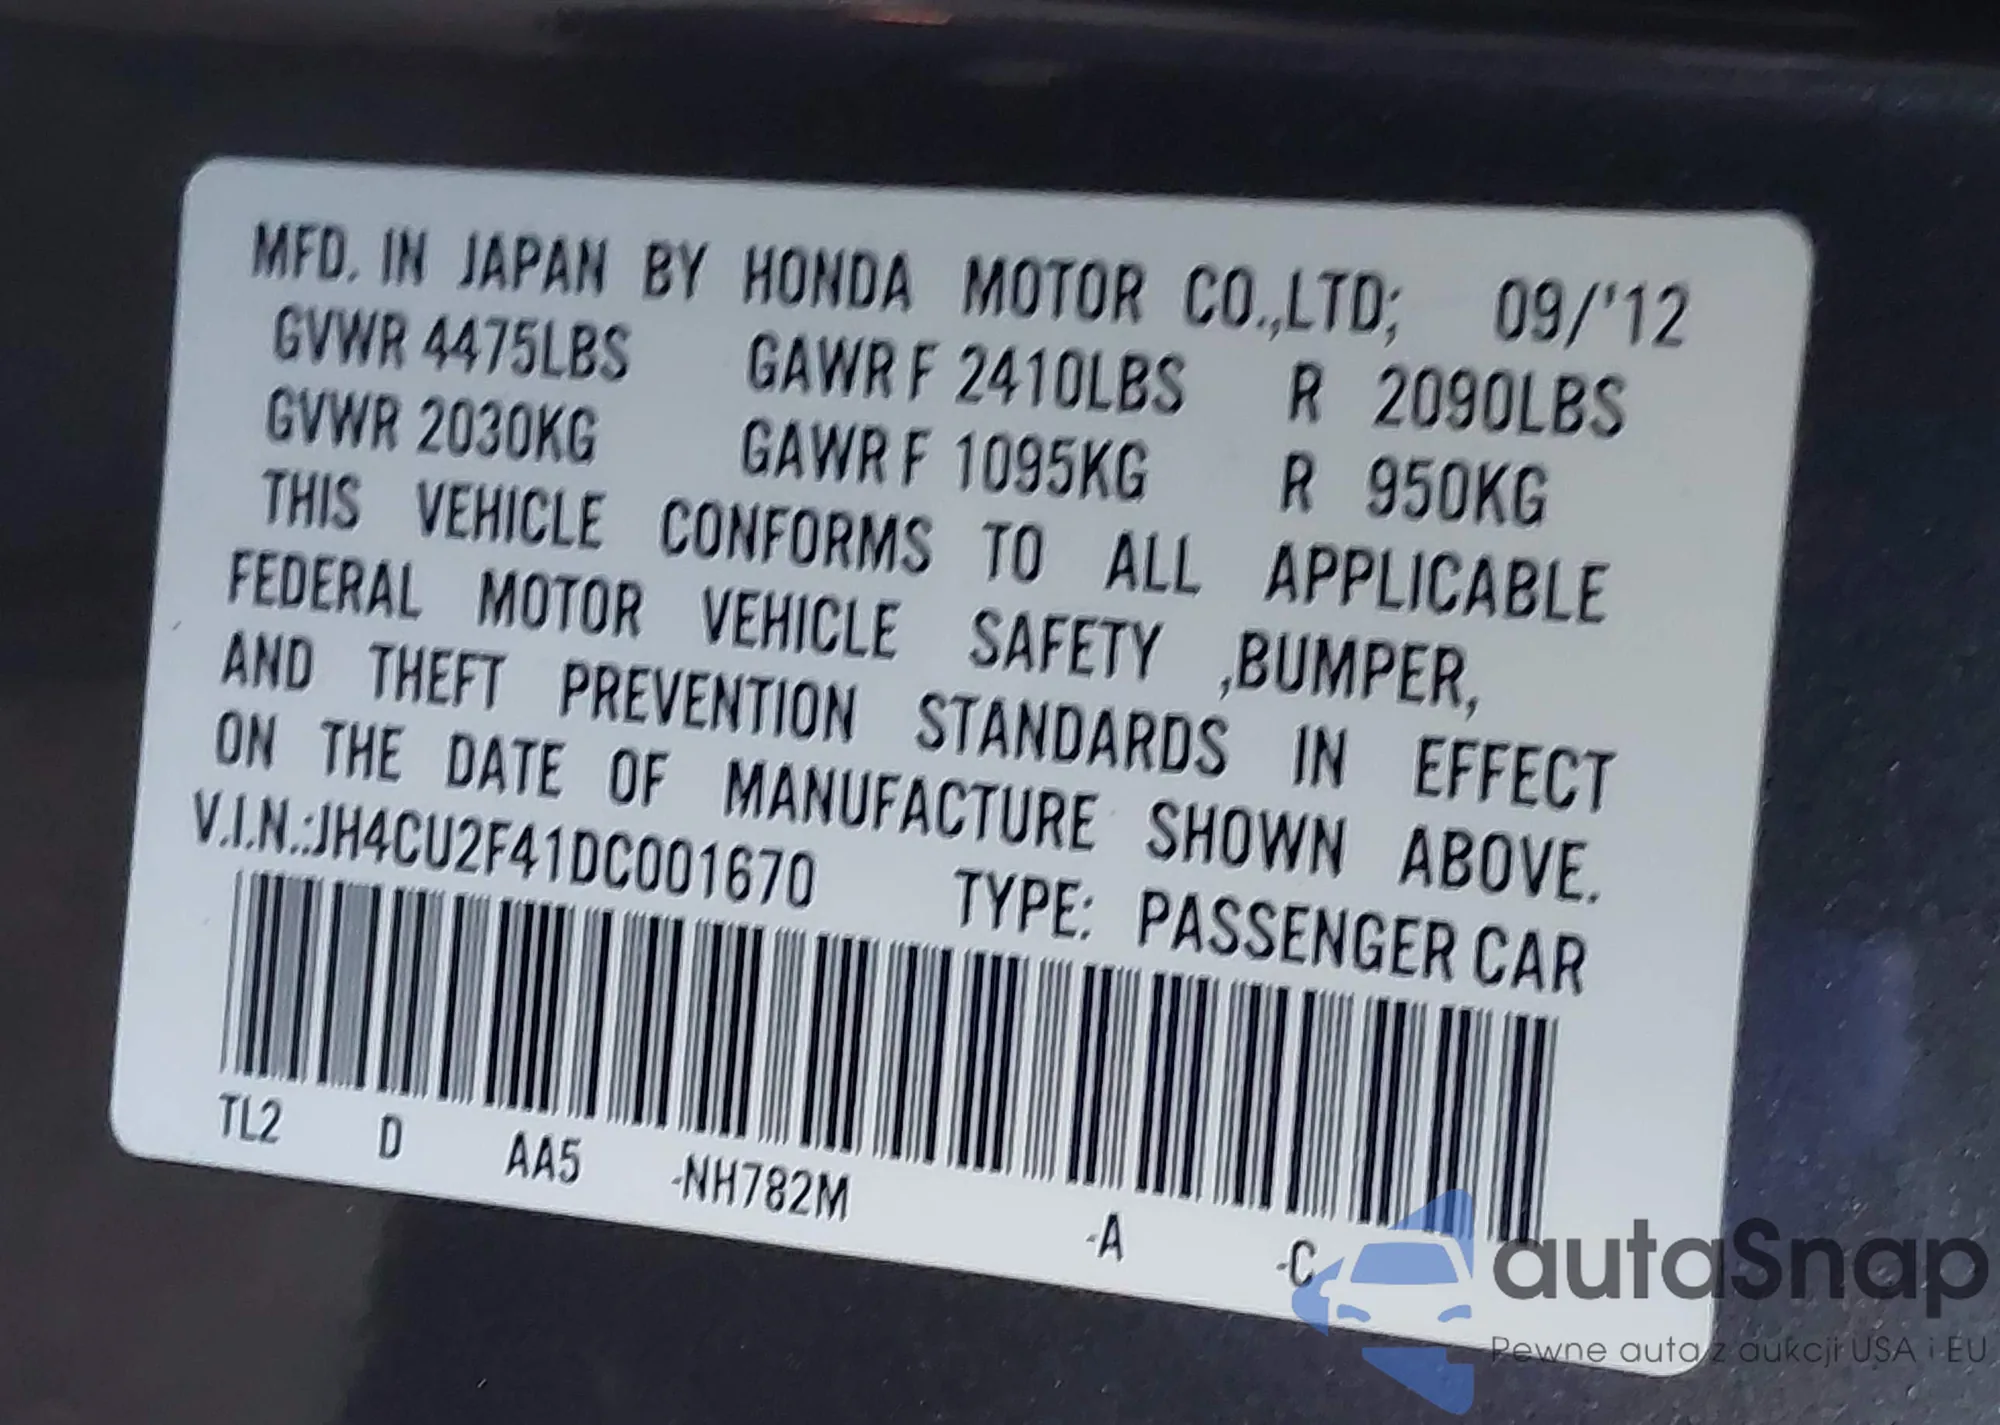 MFD. IN JAPAN BY HONDA MOTOR CO.,LTD; 09/'12
GVWR 4475LBS GAWR F 2410LBS R 2090LBS
GVWR 2030KG GAWR F 1095KG R 950KG
THIS VEHICLE CONFORMS TO ALL APPLICABLE
FEDERAL MOTOR VEHICLE SAFETY ,BUMPER,
AND THEFT PREVENTION STANDARDS IN EFFECT
ON THE DATE OF MANUFACTURE SHOWN ABOVE.
V.I.N.:JH4CU2F41DC001670 TYPE: PASSENGER CAR
TL2 D AA5 -NH782M -A -C
autaSnap
Pewne auta z aukcji USA i EU